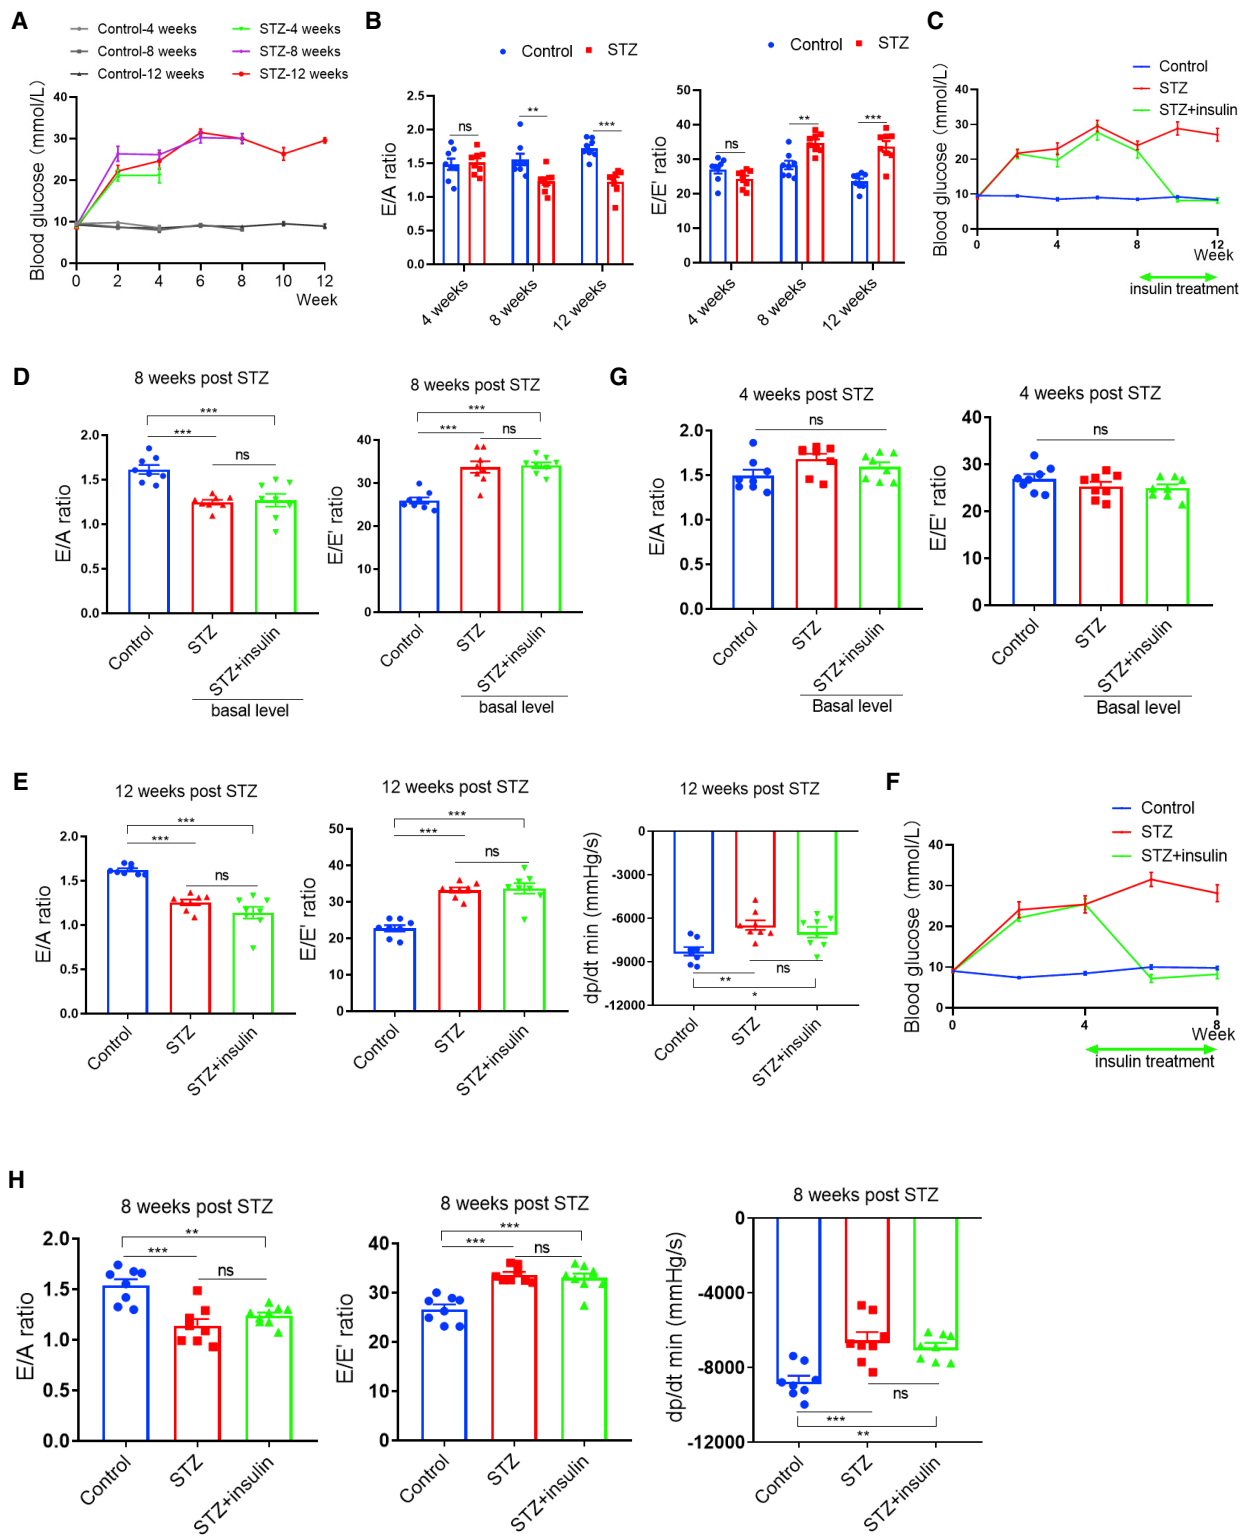 A
Control-4 weeks
STZ-4 weeks
Control-8 weeks
STZ-8 weeks
Control-12 weeks
STZ-12 weeks
Blood glucose (mmol/L)
40
30
20
10
0
0 2 4 6 8 10 12
Week
B
Control STZ
E/A ratio
2.5
2.0
1.5
1.0
0.5
0.0
ns ** ***
4 weeks 8 weeks 12 weeks
Control STZ
E/E' ratio
50
40
30
20
10
0
ns ** ***
4 weeks 8 weeks 12 weeks
C
Control
STZ
STZ+insulin
Blood glucose (mmol/L)
40
30
20
10
0
0 4 8 12
Week
insulin treatment
D
8 weeks post STZ
***
***
ns
E/A ratio
2.0
1.5
1.0
0.5
0.0
Control STZ STZ+insulin
basal level
8 weeks post STZ
***
*** ns
E/E' ratio
40
30
20
10
0
Control STZ STZ+insulin
basal level
G
4 weeks post STZ
ns
E/A ratio
2.0
1.5
1.0
0.5
0.0
Control STZ STZ+insulin
Basal level
4 weeks post STZ
ns
E/E' ratio
40
30
20
10
0
Control STZ STZ+insulin
Basal level
E
12 weeks post STZ
***
***
ns
E/A ratio
2.0
1.5
1.0
0.5
0.0
Control STZ STZ+insulin
12 weeks post STZ
***
***
ns
E/E' ratio
50
40
30
20
10
0
Control STZ STZ+insulin
12 weeks post STZ
dp/dt min (mmHg/s)
0
-3000
-6000
-9000
-12000
ns
**
*
Control STZ STZ+insulin
F
Control
STZ
STZ+insulin
Blood glucose (mmol/L)
40
30
20
10
0
0 4 8
Week
insulin treatment
H
8 weeks post STZ
**
***
ns
E/A ratio
2.0
1.5
1.0
0.5
0.0
Control STZ STZ+insulin
8 weeks post STZ
***
*** ns
E/E' ratio
40
30
20
10
0
Control STZ STZ+insulin
8 weeks post STZ
dp/dt min (mmHg/s)
0
-4000
-8000
-12000
ns
***
**
Control STZ STZ+insulin